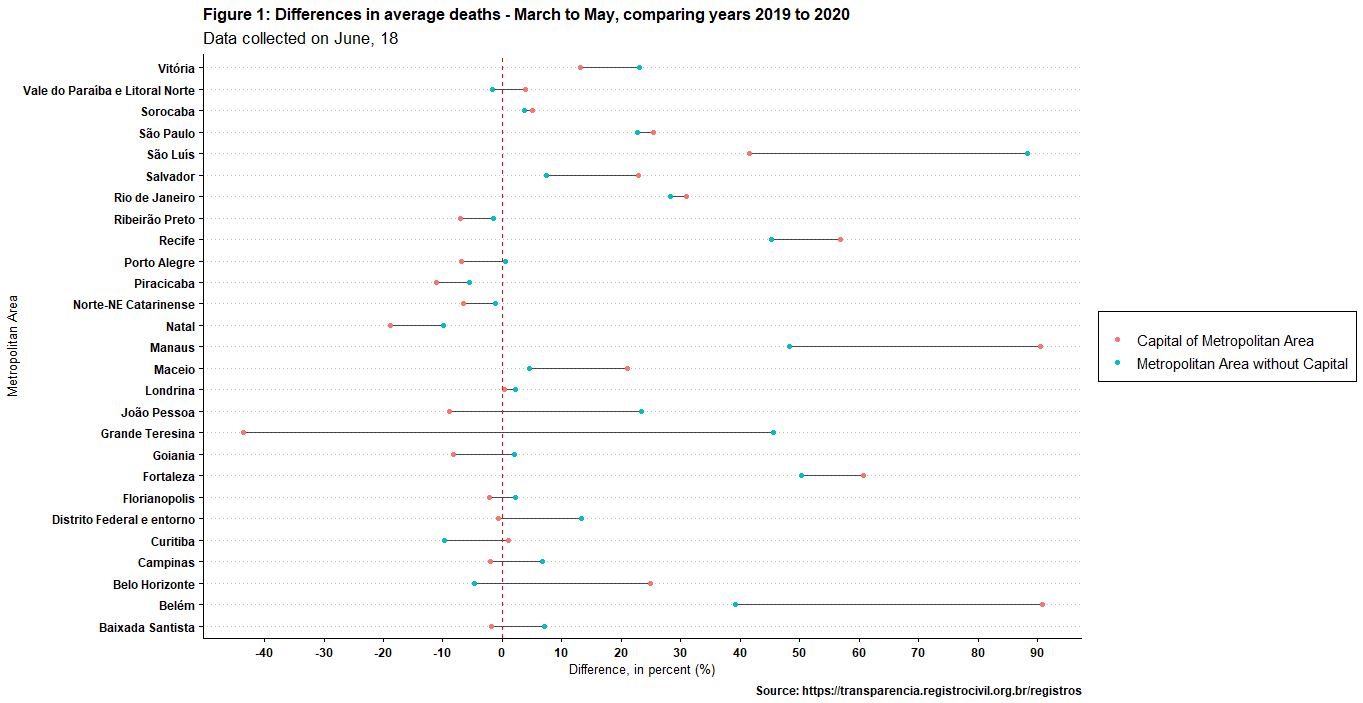 Figure 1: Differences in average deaths - March to May, comparing years 2019 to 2020
Data collected on June, 18
Metropolitan Area
Vitória
Vale do Paraíba e Litoral Norte
Sorocaba
São Paulo
São Luís
Salvador
Rio de Janeiro
Ribeirão Preto
Recife
Porto Alegre
Piracicaba
Norte-NE Catarinense
Natal
Manaus
Maceio
Londrina
João Pessoa
Grande Teresina
Goiania
Fortaleza
Florianopolis
Distrito Federal e entorno
Curitiba
Campinas
Belo Horizonte
Belém
Baixada Santista
-40 -30 -20 -10 0 10 20 30 40 50 60 70 80 90
Difference, in percent (%)
Capital of Metropolitan Area
Metropolitan Area without Capital
Source: https://transparencia.registrocivil.org.br/registros